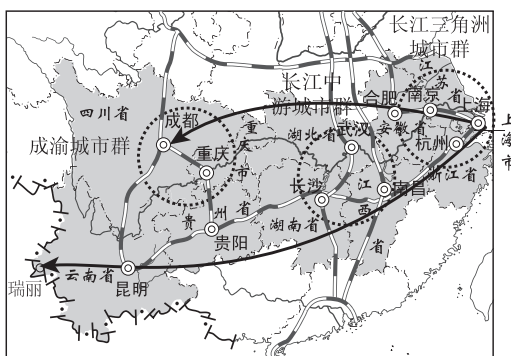 长江三角洲
城市群
长江中
游城市群
江
苏
省
合肥
南京
上海
上
海
市
四川省
成都
成渝城市群
重庆
重
庆
市
湖北省
武汉
安徽省
杭州
浙江省
长沙
江
西
省
南昌
贵
州
省
湖南省
贵阳
云南省
瑞丽
昆明